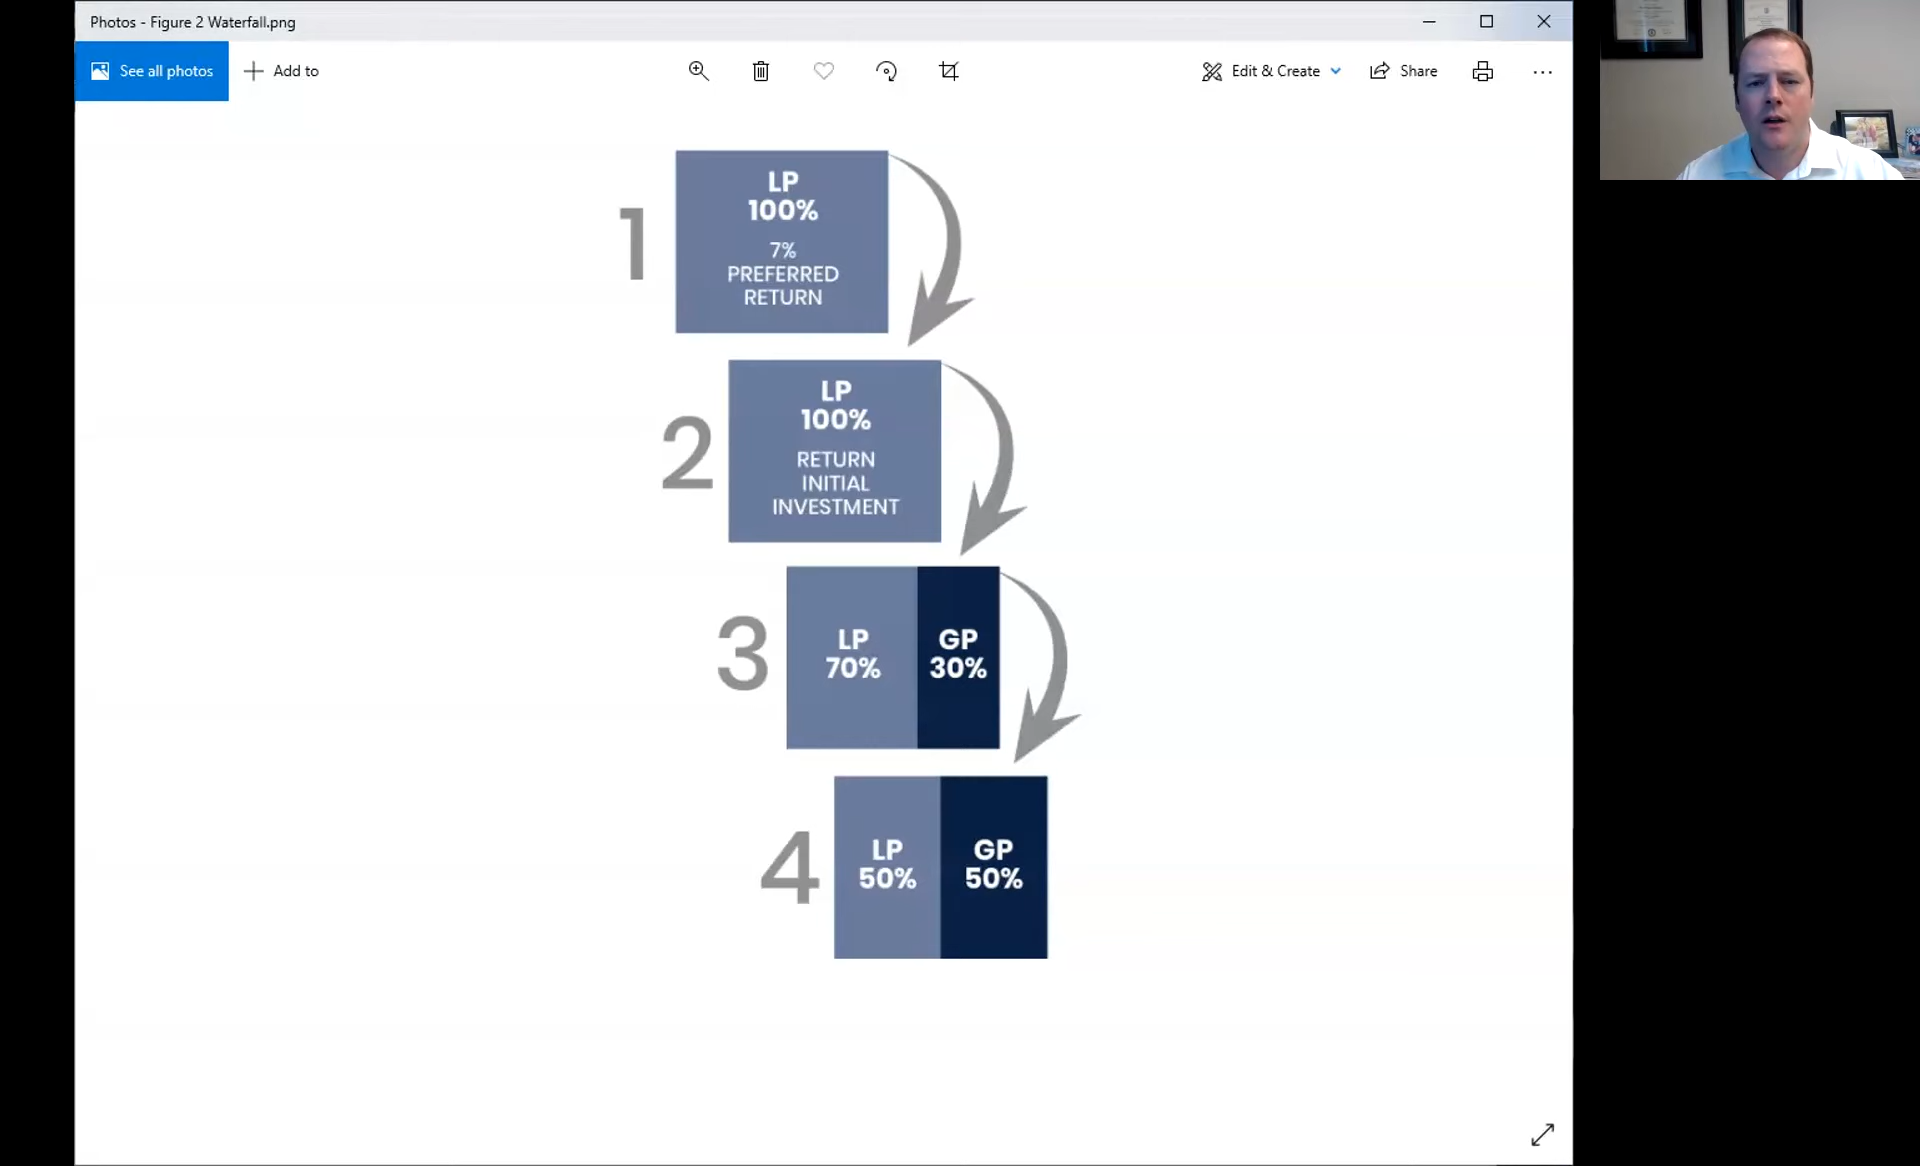 Photos - Figure 2 Waterfall.png
See all photos
Add to
Edit & Create
Share
1
LP
100%
7%
PREFERRED
RETURN
2
LP
100%
RETURN
INITIAL
INVESTMENT
3
LP
70%
GP
30%
4
LP
50%
GP
50%